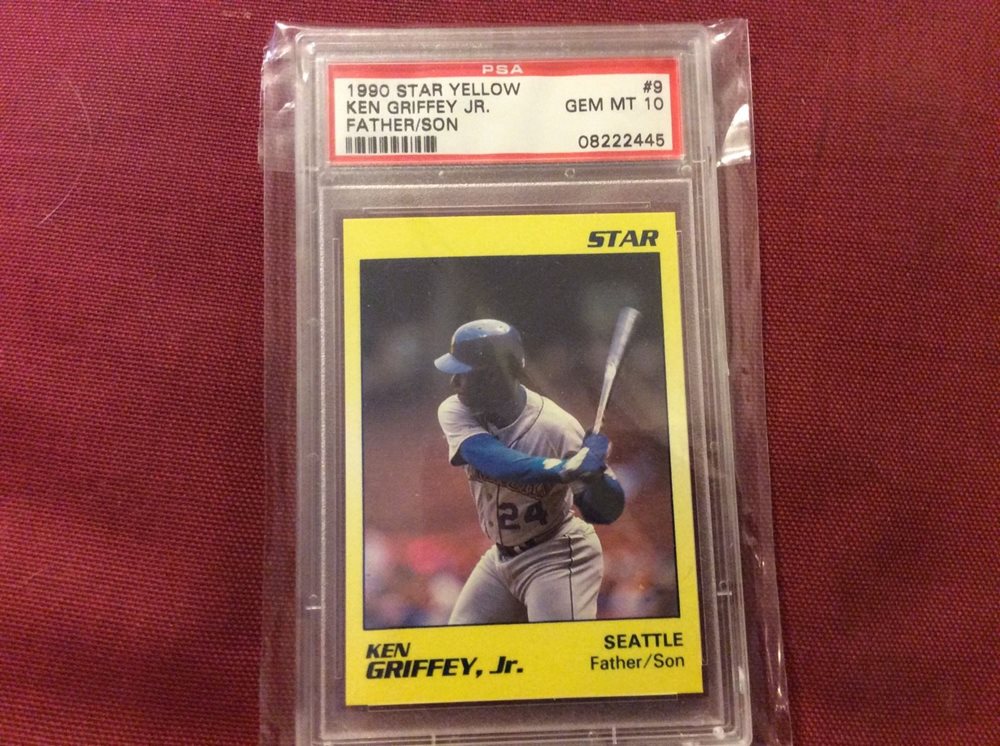 PSA
1990 STAR YELLOW #9
KEN GRIFFEY JR. GEM MT 10
FATHER/SON
08222445
STAR
24
KEN SEATTLE
GRIFFEY, Jr. Father/Son